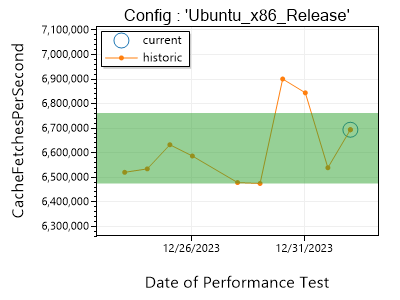 Config : 'Ubuntu_x86_Release'
7,100,000
7,000,000
6,900,000
6,800,000
6,700,000
6,600,000
6,500,000
6,400,000
6,300,000
CacheFetchesPerSecond
current
historic
12/26/2023
12/31/2023
Date of Performance Test